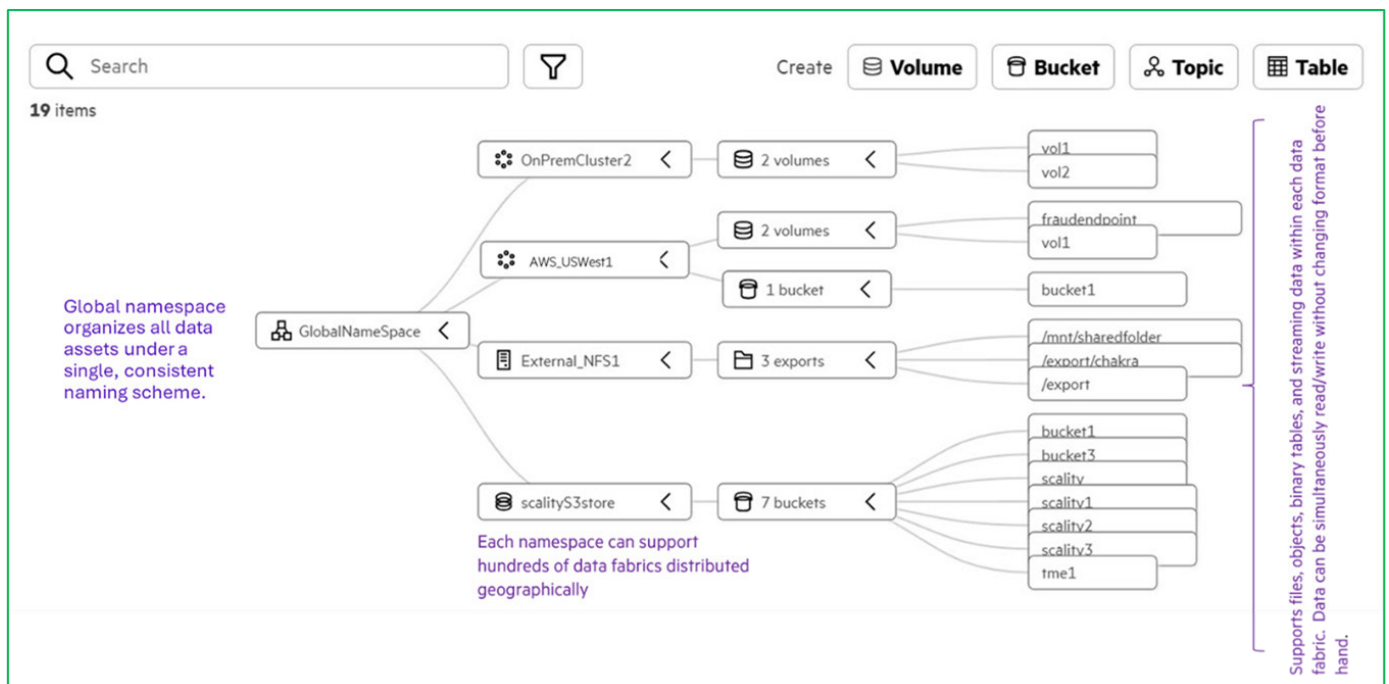 Search
Create
Volume
Bucket
Topic
Table
19 items
OnPremCluster2
2 volumes
vol1
vol2
AWS_USWest1
2 volumes
fraudendpoint
vol1
1 bucket
bucket1
Global namespace
organizes all data
assets under a
single, consistent
naming scheme.
GlobalNameSpace
External_NFS1
3 exports
/mnt/sharedfolder
/export/chakra
/export
scalityS3store
7 buckets
bucket1
bucket3
scality
scality1
scality2
scality3
tme1
Each namespace can support
hundreds of data fabrics distributed
geographically
Supports files, objects, binary tables, and streaming data within each data
fabric. Data can be simultaneously read/write without changing format before
hand.